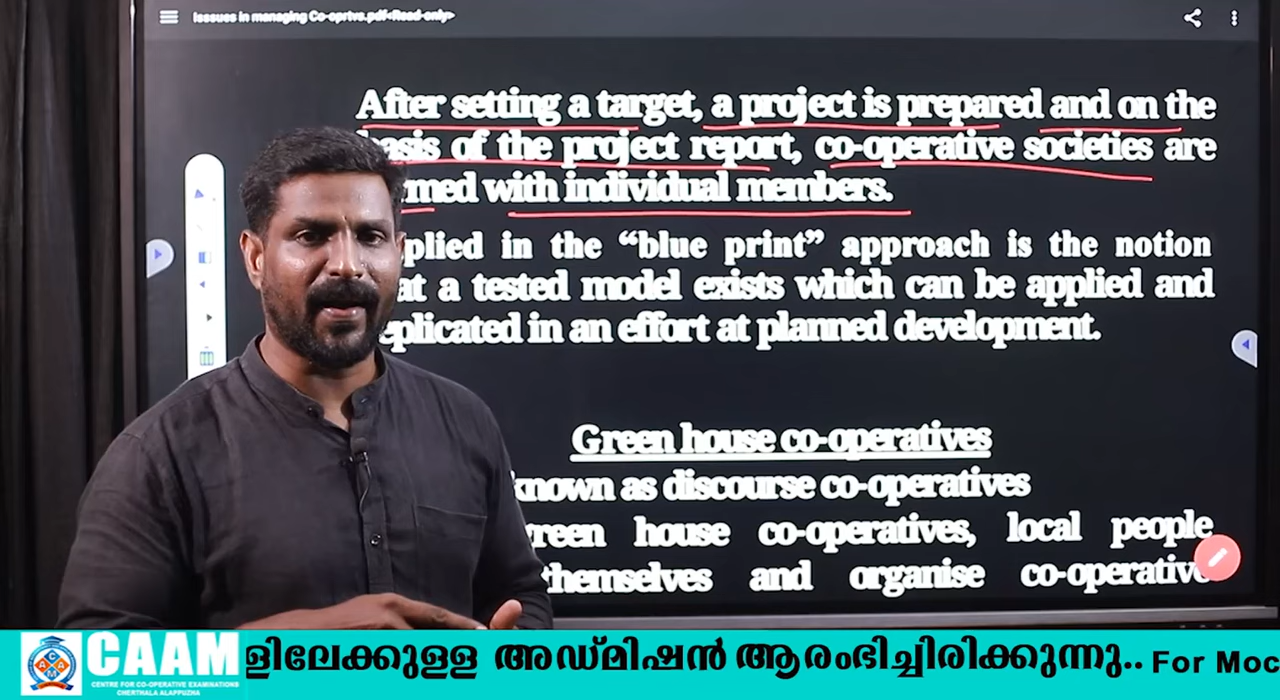 Isssues in managing Co-oprtvs.pdf<Read-only>
After setting a target, a project is prepared and on the
basis of the project report, co-operative societies are
rmed with individual members.
plied in the "blue print" approach is the notion
at a tested model exists which can be applied and
eplicated in an effort at planned development.
Green house co-operatives
known as discourse co-operatives
green house co-operatives, local people
themselves and organise co-operative
CAAM
CENTRE FOR CO-OPERATIVE EXAMINATIONS
CHERTHALA ALAPPUZHA
ളിലേക്കുളള അഡ്മിഷൻ ആരംഭിച്ചിരിക്കുന്നു.. For Moc